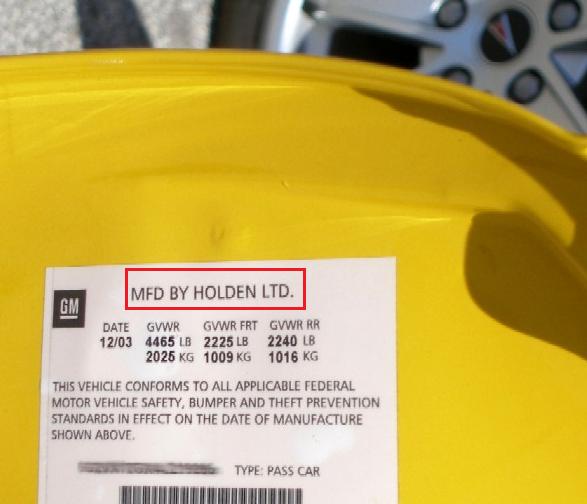 GM
MFD BY HOLDEN LTD.
DATE GVWR GVWR FRT GVWR RR
12/03 4465 LB 2225 LB 2240 LB
2025 KG 1009 KG 1016 KG
THIS VEHICLE CONFORMS TO ALL APPLICABLE FEDERAL
MOTOR VEHICLE SAFETY, BUMPER AND THEFT PREVENTION
STANDARDS IN EFFECT ON THE DATE OF MANUFACTURE
SHOWN ABOVE.
TYPE: PASS CAR